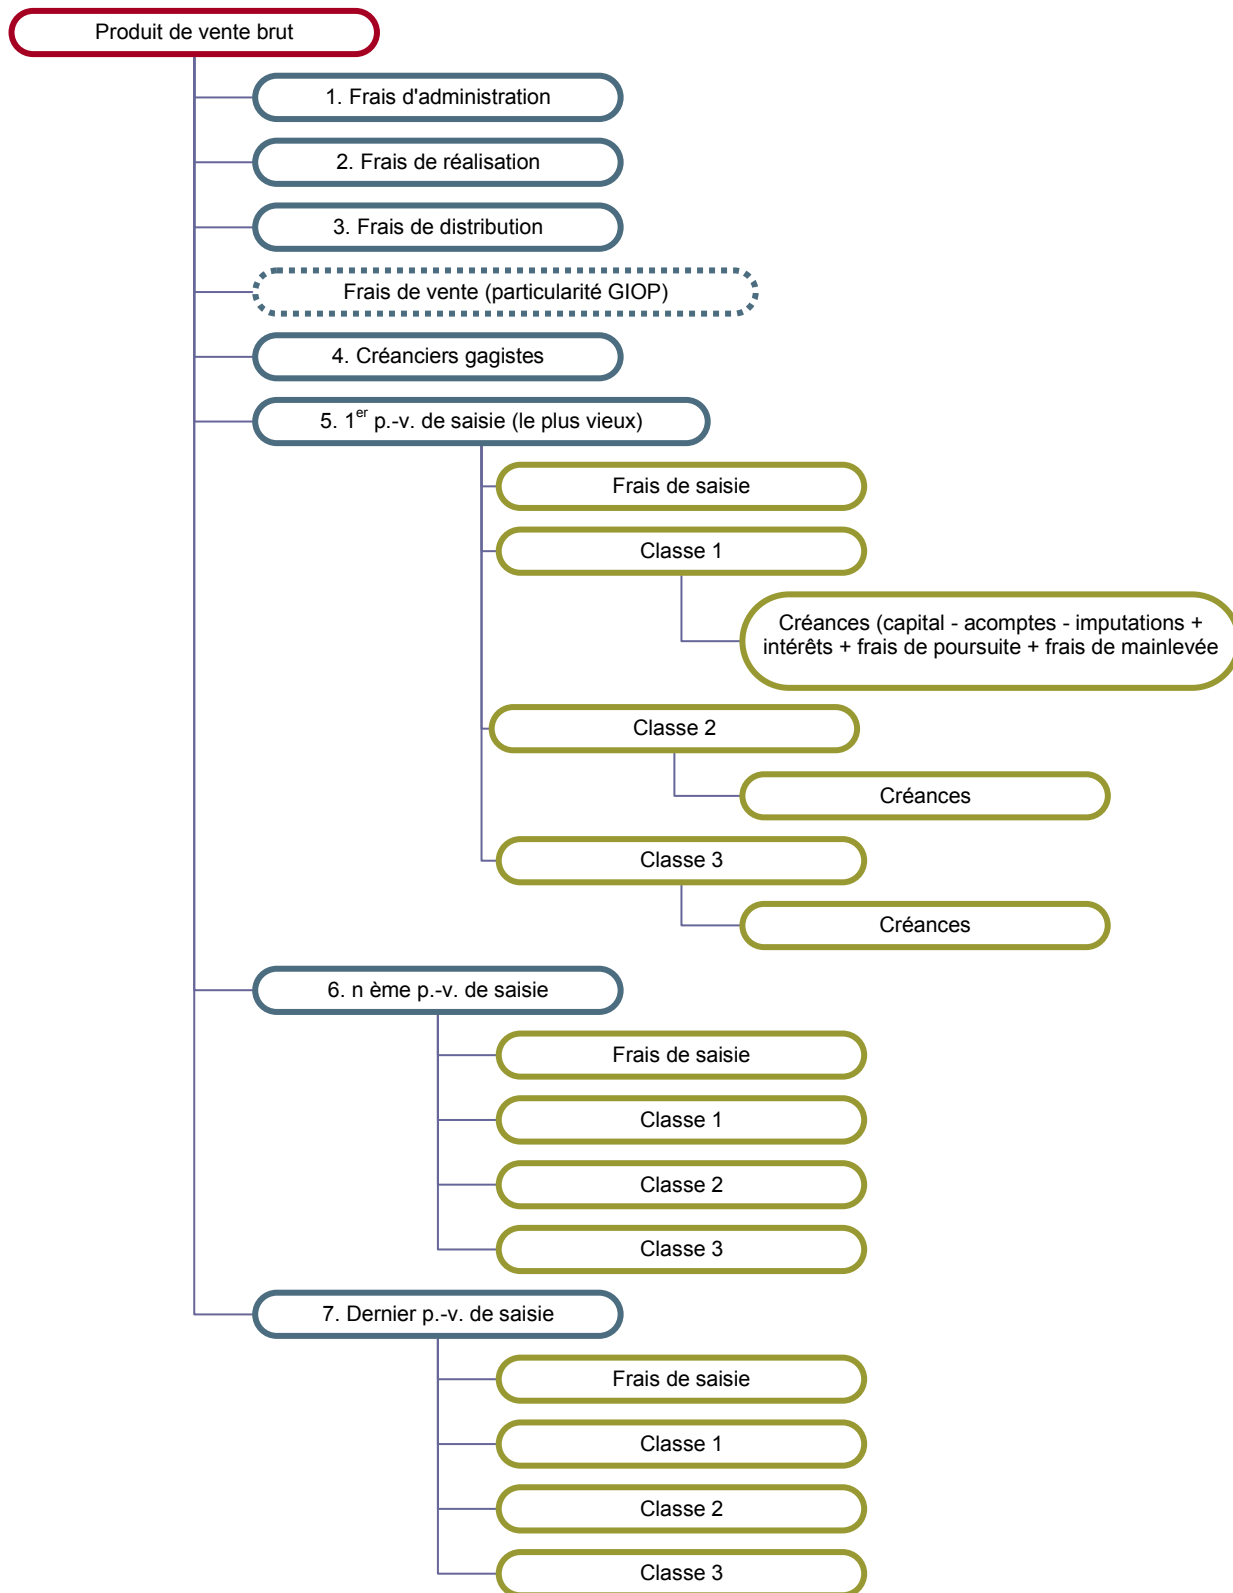 Produit de vente brut
1. Frais d'administration
2. Frais de réalisation
3. Frais de distribution
Frais de vente (particularité GIOP)
4. Créanciers gagistes
5. 1er p.-v. de saisie (le plus vieux)
Frais de saisie
Classe 1
Créances (capital - acomptes - imputations +
intérêts + frais de poursuite + frais de mainlevée
Classe 2
Créances
Classe 3
Créances
6. n ème p.-v. de saisie
Frais de saisie
Classe 1
Classe 2
Classe 3
7. Dernier p.-v. de saisie
Frais de saisie
Classe 1
Classe 2
Classe 3